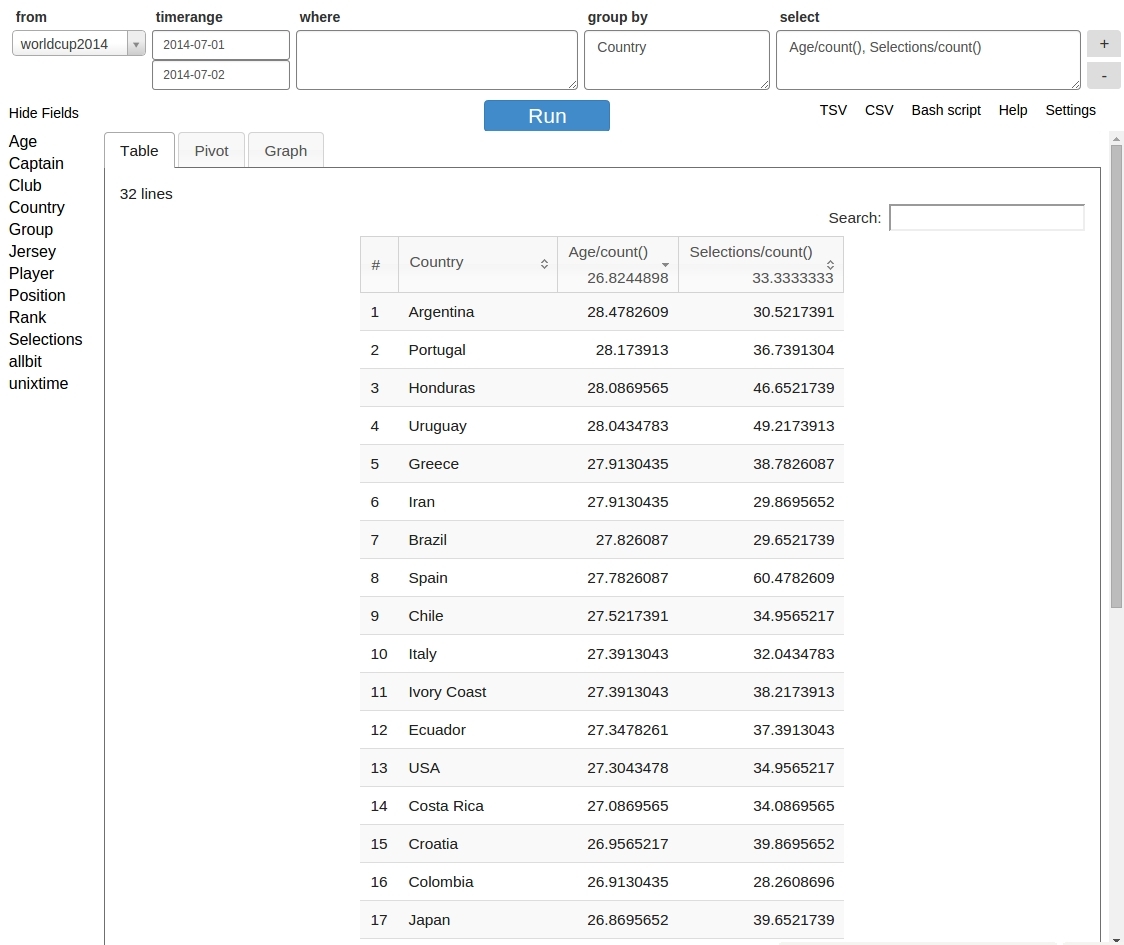 from timerange where group by select
worldcup2014 2014-07-01 Country Age/count(), Selections/count() +
2014-07-02 -
Hide Fields Run TSV CSV Bash script Help Settings
Age
Captain
Club
Country
Group
Jersey
Player
Position
Rank
Selections
allbit
unixtime
Table Pivot Graph
32 lines
Search:
# Country Age/count() Selections/count()
26.8244898 33.3333333
1 Argentina 28.4782609 30.5217391
2 Portugal 28.173913 36.7391304
3 Honduras 28.0869565 46.6521739
4 Uruguay 28.0434783 49.2173913
5 Greece 27.9130435 38.7826087
6 Iran 27.9130435 29.8695652
7 Brazil 27.826087 29.6521739
8 Spain 27.7826087 60.4782609
9 Chile 27.5217391 34.9565217
10 Italy 27.3913043 32.0434783
11 Ivory Coast 27.3913043 38.2173913
12 Ecuador 27.3478261 37.3913043
13 USA 27.3043478 34.9565217
14 Costa Rica 27.0869565 34.0869565
15 Croatia 26.9565217 39.8695652
16 Colombia 26.9130435 28.2608696
17 Japan 26.8695652 39.6521739